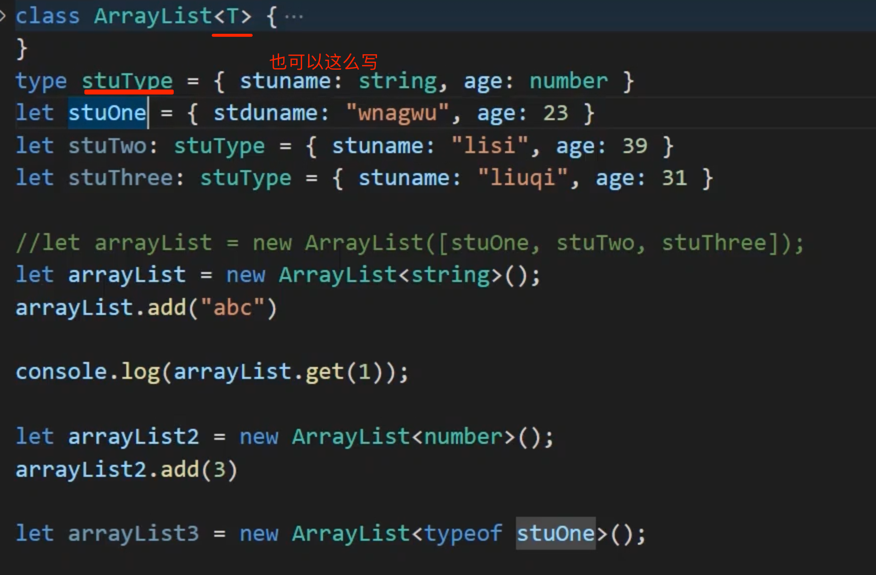 class ArrayList<T> { ...
}
也可以这么写
type stuType = { stuname: string, age: number }
let stuOne = { stduname: "wnagwu", age: 23 }
let stuTwo: stuType = { stuname: "lisi", age: 39 }
let stuThree: stuType = { stuname: "liuqi", age: 31 }
//let arrayList = new ArrayList([stuOne, stuTwo, stuThree]);
let arrayList = new ArrayList<string>();
arrayList.add("abc")
console.log(arrayList.get(1));
let arrayList2 = new ArrayList<number>();
arrayList2.add(3)
let arrayList3 = new ArrayList<typeof stuOne>();